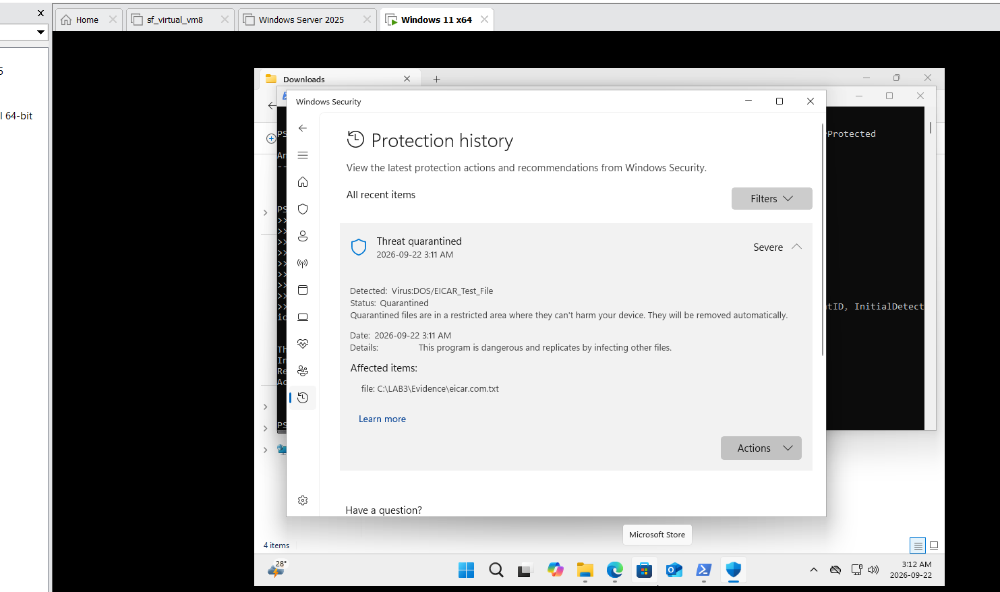 Home
sf_virtual_vm8
Windows Server 2025
Windows 11 x64
5
l 64-bit
Downloads
Windows Security
Protection history
View the latest protection actions and recommendations from Windows Security.
All recent items
Filters
Threat quarantined
2026-09-22 3:11 AM
Severe
Detected: Virus:DOS/EICAR_Test_File
Status: Quarantined
Quarantined files are in a restricted area where they can't harm your device. They will be removed automatically.
Date: 2026-09-22 3:11 AM
Details: This program is dangerous and replicates by infecting other files.
Affected items:
file: C:\LAB3\Evidence\eicar.com.txt
Learn more
Actions
Have a question?
PS
Protected
An
--
PS
>>
>>
>>
>>
>>
>>
>>
>>
>> tID, InitialDetect
io
Th
In
Re
Ac
PS
Microsoft Store
4 items
28°
3:12 AM
2026-09-22